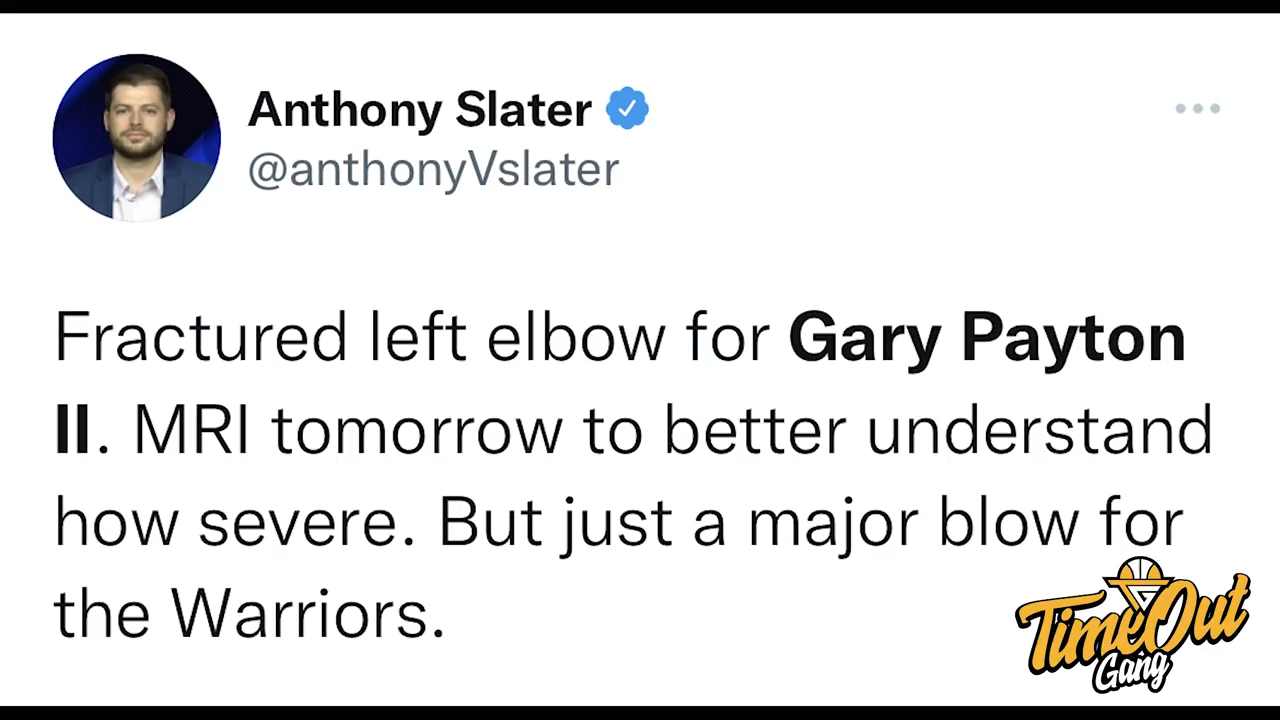 Anthony Slater
@anthonyVslater
Fractured left elbow for Gary Payton
II. MRI tomorrow to better understand
how severe. But just a major blow for
the Warriors.
TimeOut
Gang